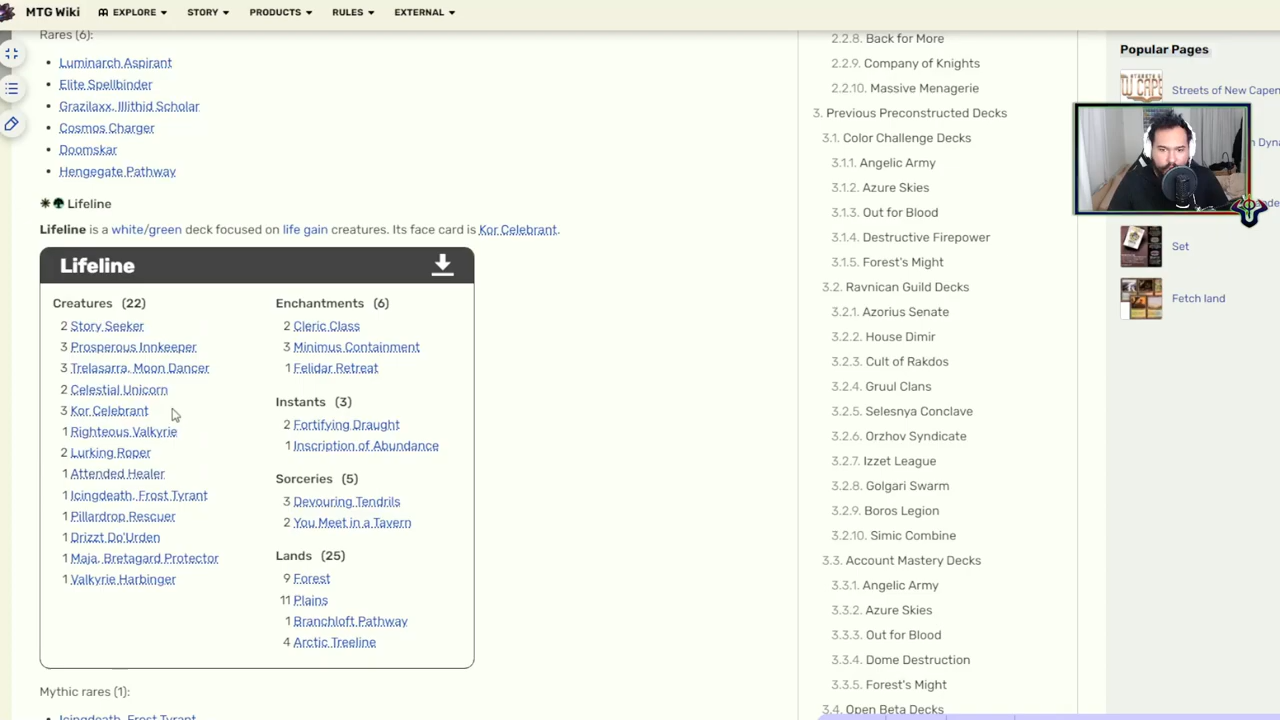 MTG Wiki EXPLORE STORY PRODUCTS RULES EXTERNAL
Rares (6):
Luminarch Aspirant
Elite Spellbinder
Grazilaxx, Illithid Scholar
Cosmos Charger
Doomskar
Hengegate Pathway
Lifeline
Lifeline is a white/green deck focused on life gain creatures. Its face card is Kor Celebrant.
Lifeline
Creatures (22)
2 Story Seeker
3 Prosperous Innkeeper
3 Trelasarra, Moon Dancer
2 Celestial Unicorn
3 Kor Celebrant
1 Righteous Valkyrie
2 Lurking Roper
1 Attended Healer
1 Icingdeath, Frost Tyrant
1 Pillardrop Rescuer
1 Drizzt Do'Urden
1 Maja, Bretagard Protector
1 Valkyrie Harbinger
Enchantments (6)
2 Cleric Class
3 Minimus Containment
1 Felidar Retreat
Instants (3)
2 Fortifying Draught
1 Inscription of Abundance
Sorceries (5)
3 Devouring Tendrils
2 You Meet in a Tavern
Lands (25)
9 Forest
11 Plains
1 Branchloft Pathway
4 Arctic Treeline
Mythic rares (1):
Icingdeath, Frost Tyrant
2.2.8. Back for More
2.2.9. Company of Knights
2.2.10. Massive Menagerie
3. Previous Preconstructed Decks
3.1. Color Challenge Decks
3.1.1. Angelic Army
3.1.2. Azure Skies
3.1.3. Out for Blood
3.1.4. Destructive Firepower
3.1.5. Forest's Might
3.2. Ravnican Guild Decks
3.2.1. Azorius Senate
3.2.2. House Dimir
3.2.3. Cult of Rakdos
3.2.4. Gruul Clans
3.2.5. Selesnya Conclave
3.2.6. Orzhov Syndicate
3.2.7. Izzet League
3.2.8. Golgari Swarm
3.2.9. Boros Legion
3.2.10. Simic Combine
3.3. Account Mastery Decks
3.3.1. Angelic Army
3.3.2. Azure Skies
3.3.3. Out for Blood
3.3.4. Dome Destruction
3.3.5. Forest's Might
3.4. Open Beta Decks
Popular Pages
Streets of New Capen
Set
Fetch land